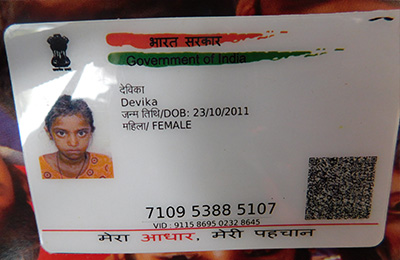 भारत सरकार
Government of India
देविका
Devika
जन्म तिथि/DOB: 23/10/2011
महिला/ FEMALE
7109 5388 5107
VID : 9115 8695 0232 8645
मेरा आधार, मेरी पहचान